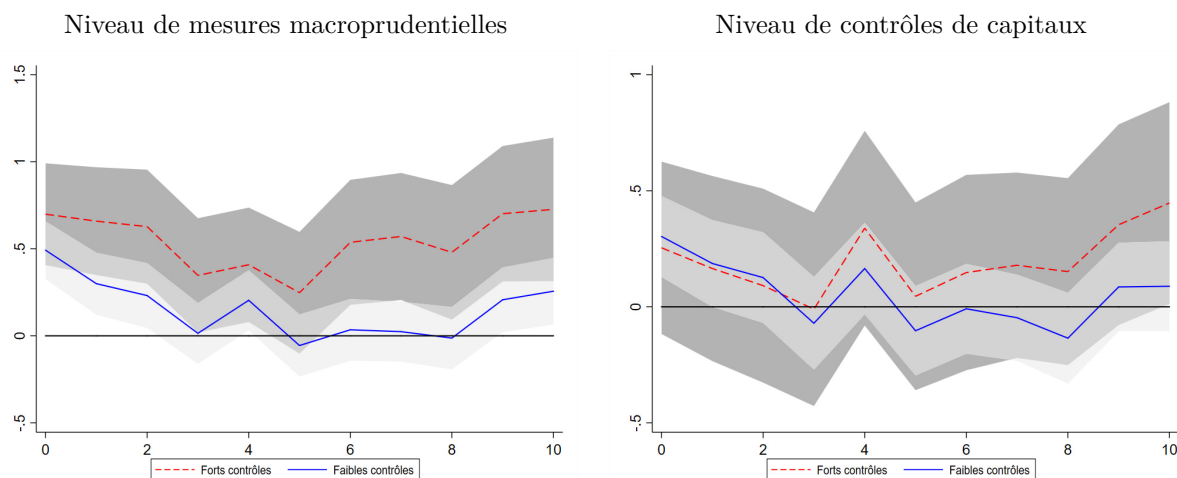 Niveau de mesures macroprudentielles
1.5
1
.5
0
-.5
0 2 4 6 8 10
Forts contrôles Faibles contrôles
Niveau de contrôles de capitaux
1
.5
0
-.5
0 2 4 6 8 10
Forts contrôles Faibles contrôles